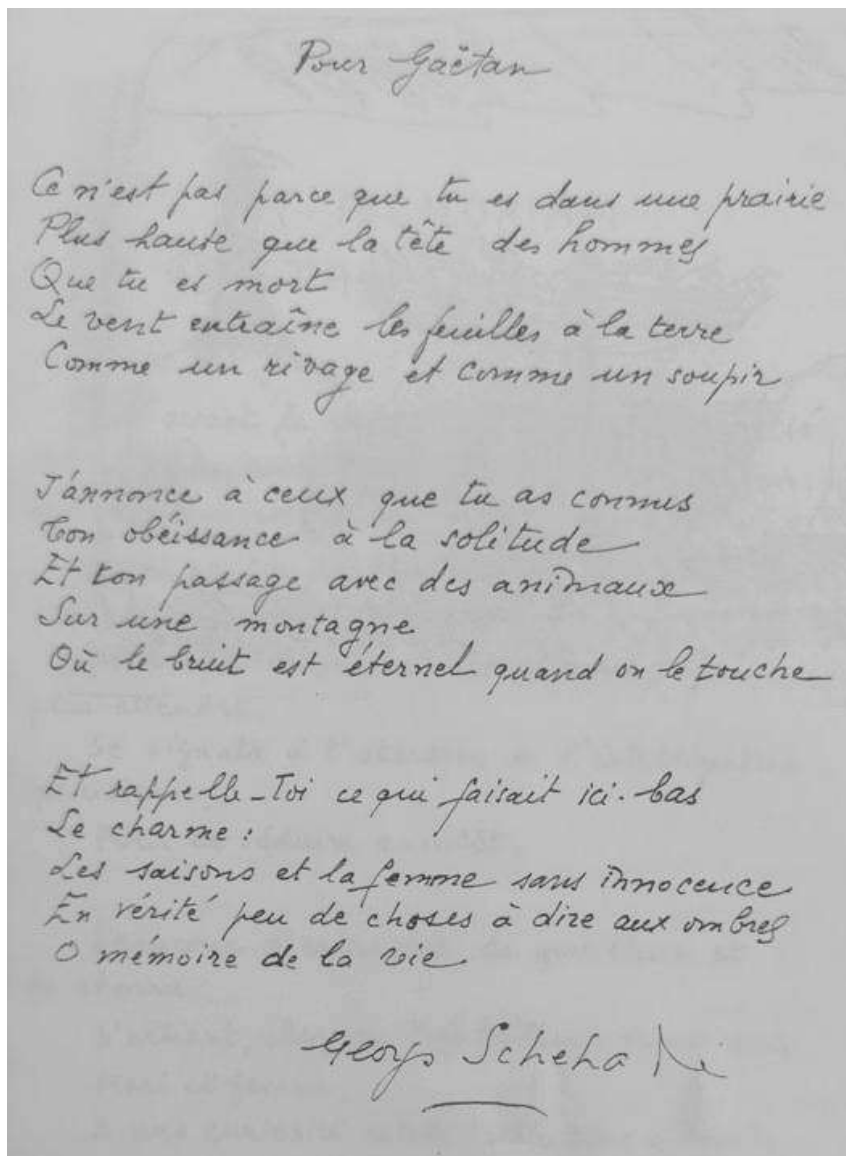 Pour Gaëtan
Ce n'est pas parce que tu es dans une prairie
Plus haute que la tête des hommes
Que tu es mort
Le vent entraîne les feuilles à la terre
Comme un rivage et comme un soupir
J'annonce à ceux que tu as connus
Ton obéissance à la solitude
Et ton passage avec des animaux
Sur une montagne
Où le bruit est éternel quand on le touche
Et rappelle-Toi ce qui faisait ici-bas
Le charme :
Les saisons et la femme sans innocence
En vérité peu de choses à dire aux ombres
O mémoire de la vie
Georges Schehadé